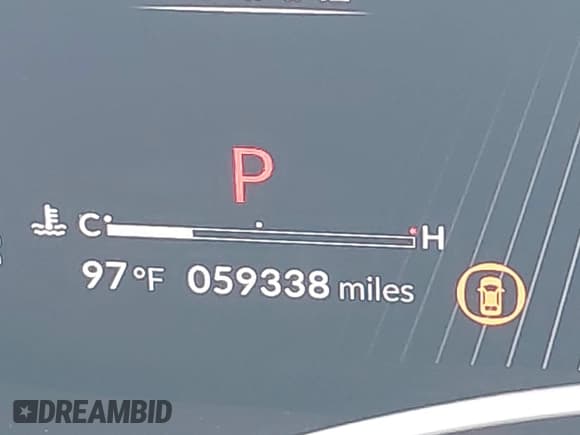 P
C H
97°F 059338 miles
DREAMBID